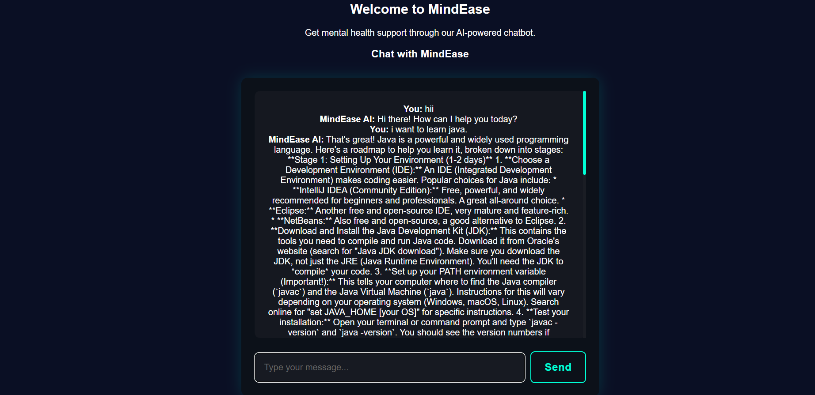 Welcome to MindEase
Get mental health support through our AI-powered chatbot.
Chat with MindEase
You: hii
MindEase AI: Hi there! How can I help you today?
You: i want to learn java.
MindEase AI: That's great! Java is a powerful and widely used programming
language. Here's a roadmap to help you learn it, broken down into stages:
**Stage 1: Setting Up Your Environment (1-2 days)** 1. **Choose a
Development Environment (IDE):** An IDE (Integrated Development
Environment) makes coding easier. Popular choices for Java include: *
**IntelliJ IDEA (Community Edition):** Free, powerful, and widely
recommended for beginners and professionals. A great all-around choice. *
**Eclipse:** Another free and open-source IDE, very mature and feature-rich.
* **NetBeans:** Also free and open-source, a good alternative to Eclipse. 2.
**Download and Install the Java Development Kit (JDK):** This contains the
tools you need to compile and run Java code. Download it from Oracle's
website (search for "Java JDK download"). Make sure you download the
JDK, not just the JRE (Java Runtime Environment). You'll need the JDK to
*compile* your code. 3. **Set up your PATH environment variable
(Important!):** This tells your computer where to find the Java compiler
(`javac`) and the Java Virtual Machine (`java`). Instructions for this will vary
depending on your operating system (Windows, macOS, Linux). Search
online for "set JAVA_HOME [your OS]" for specific instructions. 4. **Test your
installation:** Open your terminal or command prompt and type `javac -
version` and `java -version`. You should see the version numbers if
Type your message...
Send